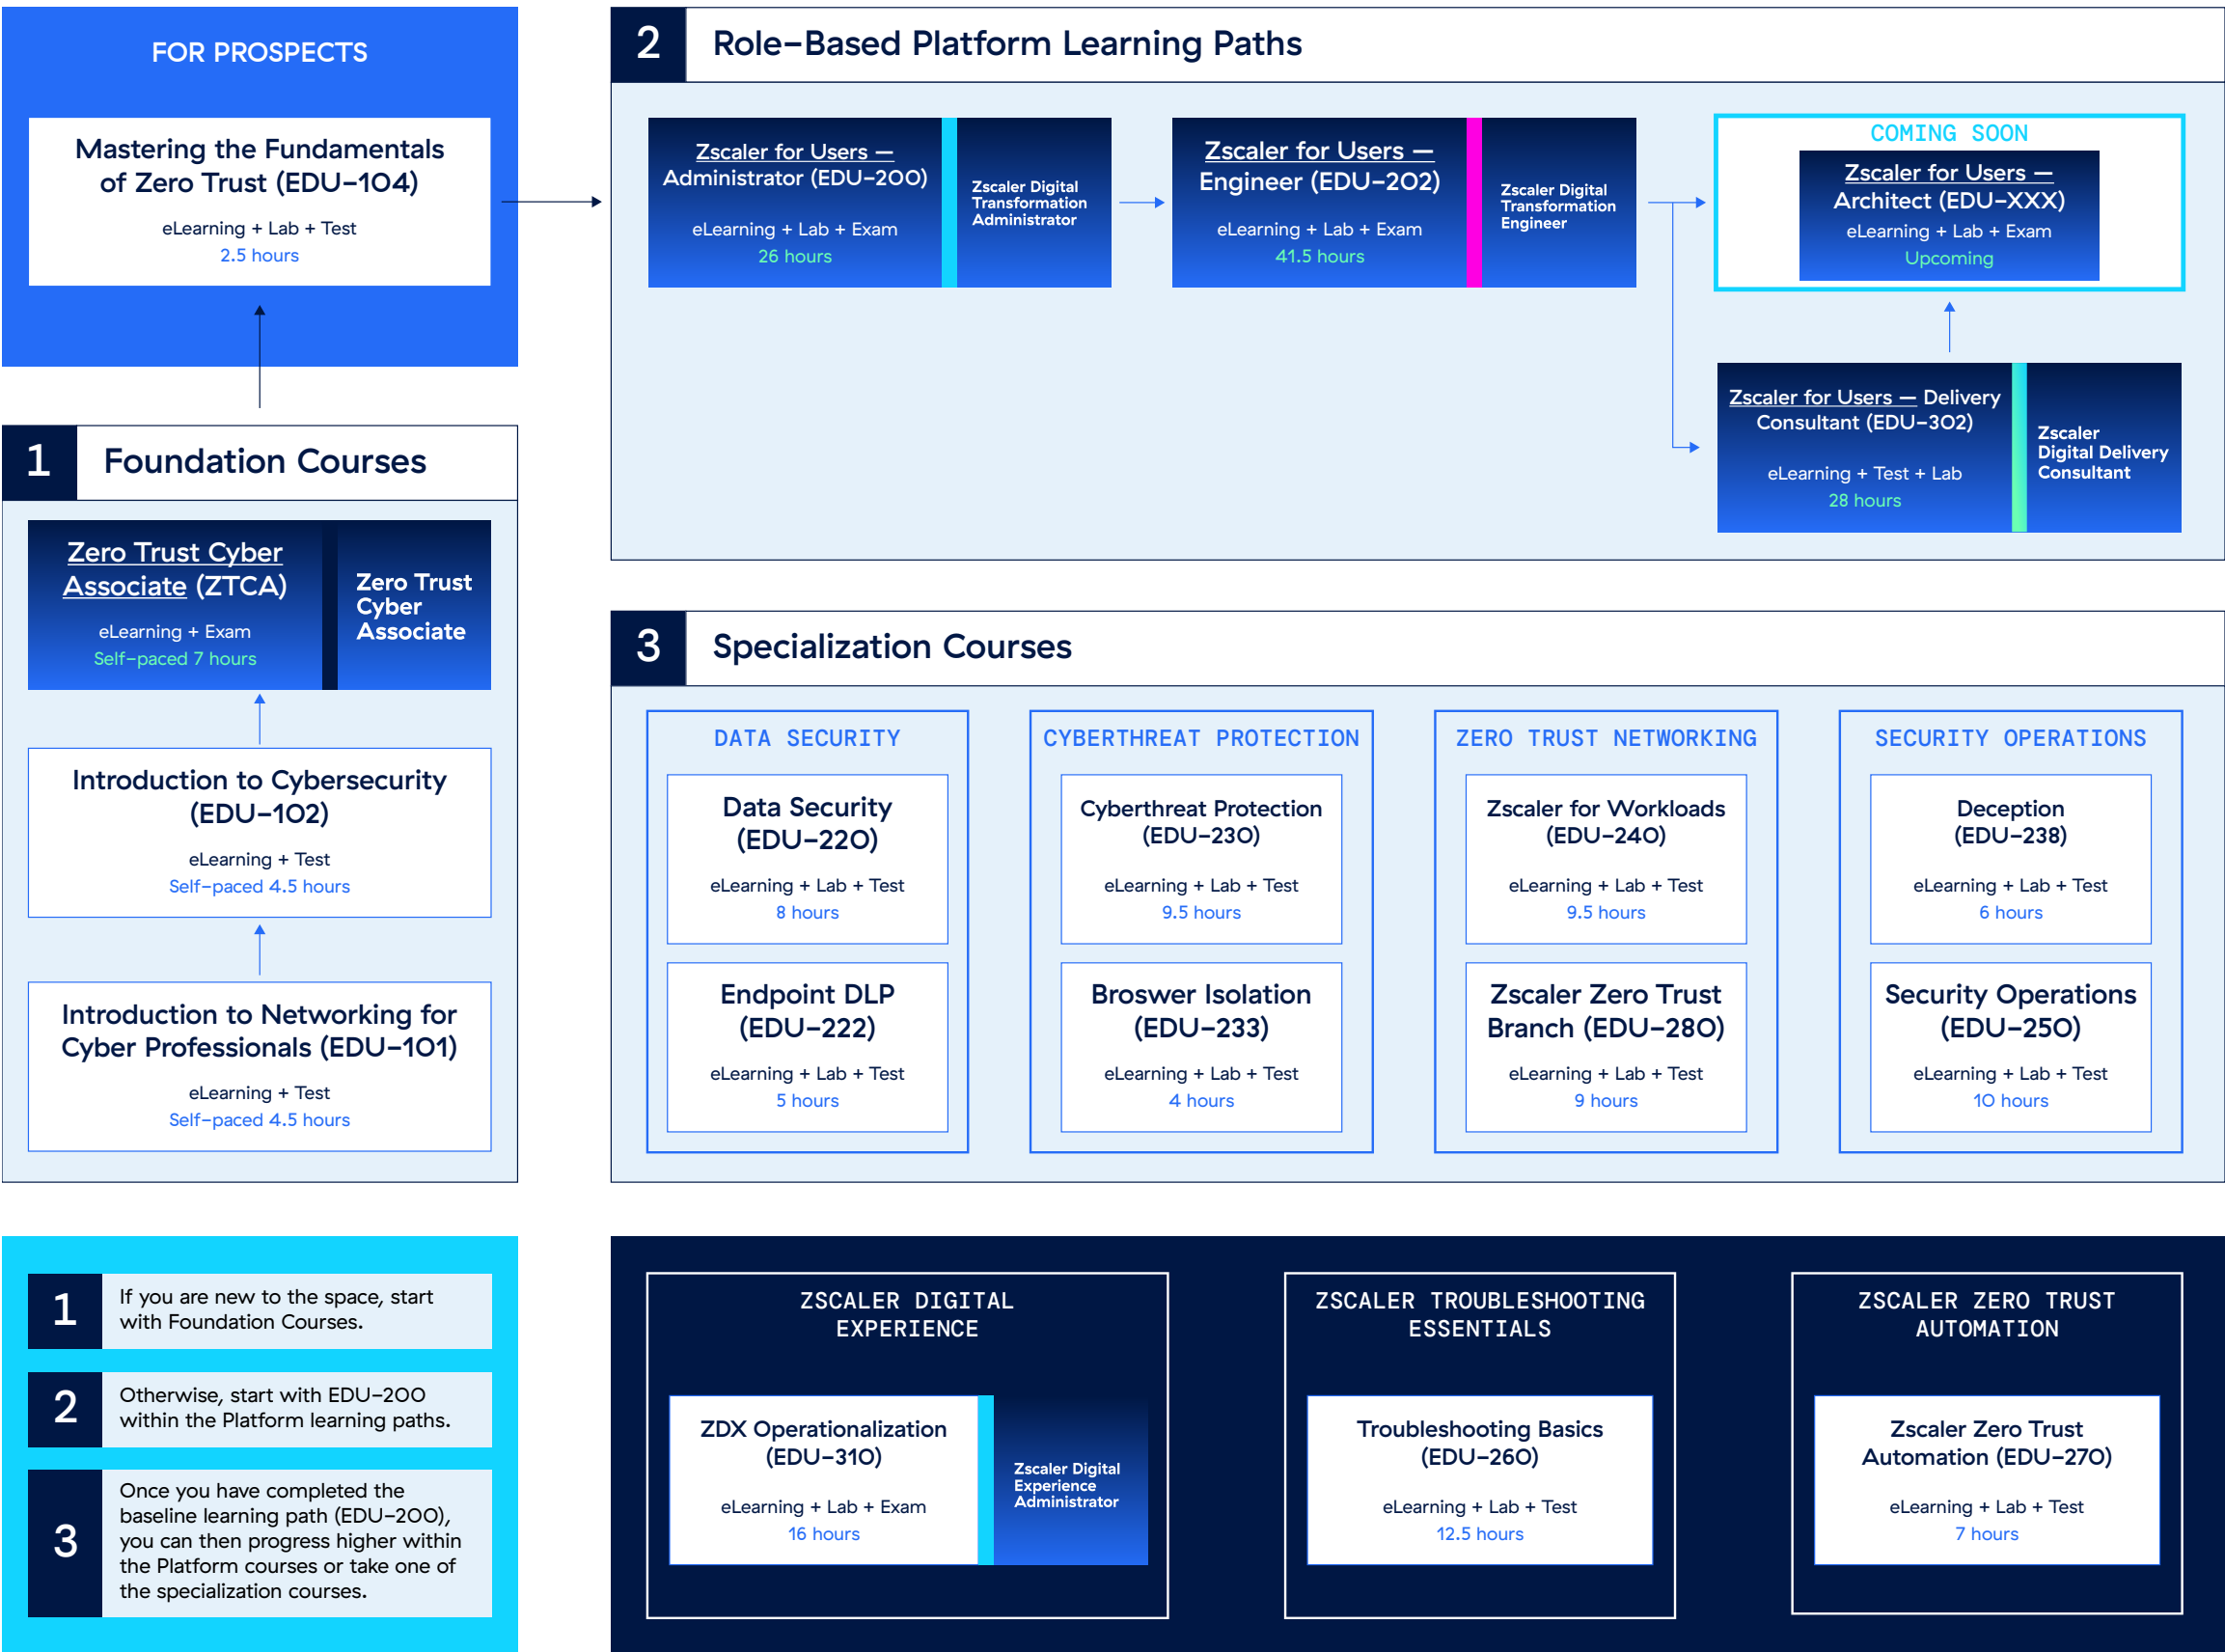 FOR PROSPECTS
Mastering the Fundamentals
of Zero Trust (EDU-104)
eLearning + Lab + Test
2.5 hours
1
Foundation Courses
Zero Trust Cyber
Associate (ZTCA)
eLearning + Exam
Self-paced 7 hours
Zero Trust
Cyber
Associate
Introduction to Cybersecurity
(EDU-102)
eLearning + Test
Self-paced 4.5 hours
Introduction to Networking for
Cyber Professionals (EDU-101)
eLearning + Test
Self-paced 4.5 hours
2
Role-Based Platform Learning Paths
Zscaler for Users —
Administrator (EDU-200)
eLearning + Lab + Exam
26 hours
Zscaler Digital
Transformation
Administrator
Zscaler for Users —
Engineer (EDU-202)
eLearning + Lab + Exam
41.5 hours
Zscaler Digital
Transformation
Engineer
COMING SOON
Zscaler for Users —
Architect (EDU-XXX)
eLearning + Lab + Exam
Upcoming
Zscaler for Users — Delivery
Consultant (EDU-302)
eLearning + Test + Lab
28 hours
Zscaler
Digital Delivery
Consultant
3
Specialization Courses
DATA SECURITY
Data Security
(EDU-220)
eLearning + Lab + Test
8 hours
Endpoint DLP
(EDU-222)
eLearning + Lab + Test
5 hours
CYBERTHREAT PROTECTION
Cyberthreat Protection
(EDU-230)
eLearning + Lab + Test
9.5 hours
Broswer Isolation
(EDU-233)
eLearning + Lab + Test
4 hours
ZERO TRUST NETWORKING
Zscaler for Workloads
(EDU-240)
eLearning + Lab + Test
9.5 hours
Zscaler Zero Trust
Branch (EDU-280)
eLearning + Lab + Test
9 hours
SECURITY OPERATIONS
Deception
(EDU-238)
eLearning + Lab + Test
6 hours
Security Operations
(EDU-250)
eLearning + Lab + Test
10 hours
1
If you are new to the space, start
with Foundation Courses.
2
Otherwise, start with EDU-200
within the Platform learning paths.
3
Once you have completed the
baseline learning path (EDU-200),
you can then progress higher within
the Platform courses or take one of
the specialization courses.
ZSCALER DIGITAL
EXPERIENCE
ZDX Operationalization
(EDU-310)
eLearning + Lab + Exam
16 hours
Zscaler Digital
Experience
Administrator
ZSCALER TROUBLESHOOTING
ESSENTIALS
Troubleshooting Basics
(EDU-260)
eLearning + Lab + Test
12.5 hours
ZSCALER ZERO TRUST
AUTOMATION
Zscaler Zero Trust
Automation (EDU-270)
eLearning + Lab + Test
7 hours